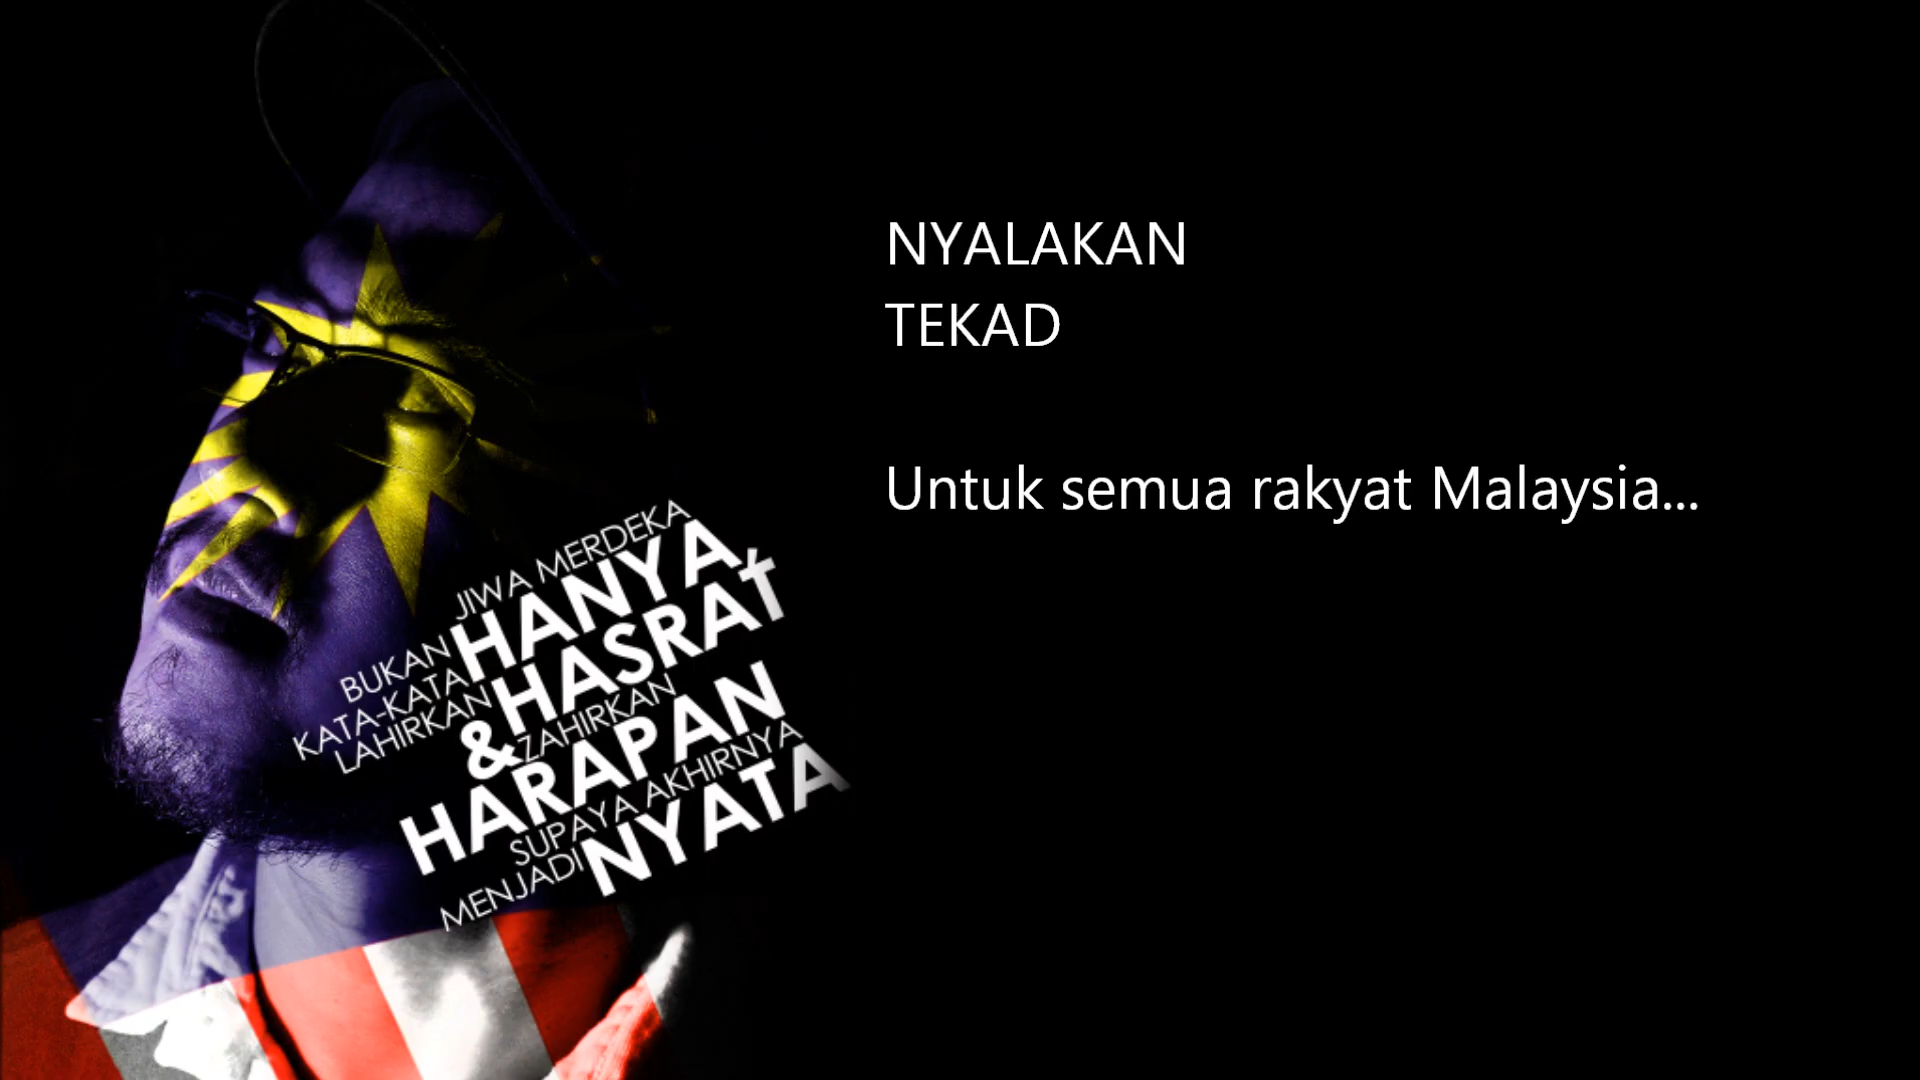 JIWA MERDEKA
BUKAN HANYA
KATA-KATA
LAHIRKAN HASRAT
& ZAHIRKAN
HARAPAN
SUPAYA AKHIRNYA
MENJADI NYATA
NYALAKAN
TEKAD
Untuk semua rakyat Malaysia...